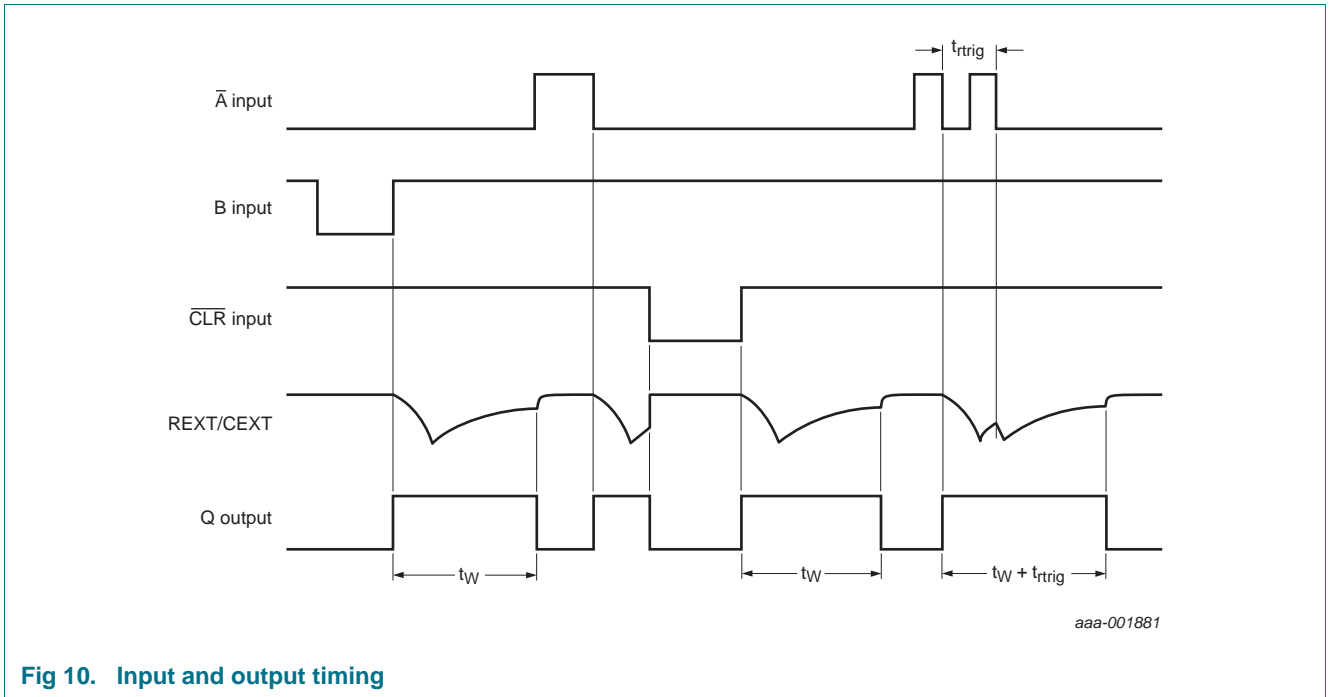 t_rtrig
A̅ input
B input
C̅L̅R̅ input
REXT/CEXT
Q output
t_W
t_W
t_W + t_rtrig
aaa-001881
Fig 10. Input and output timing